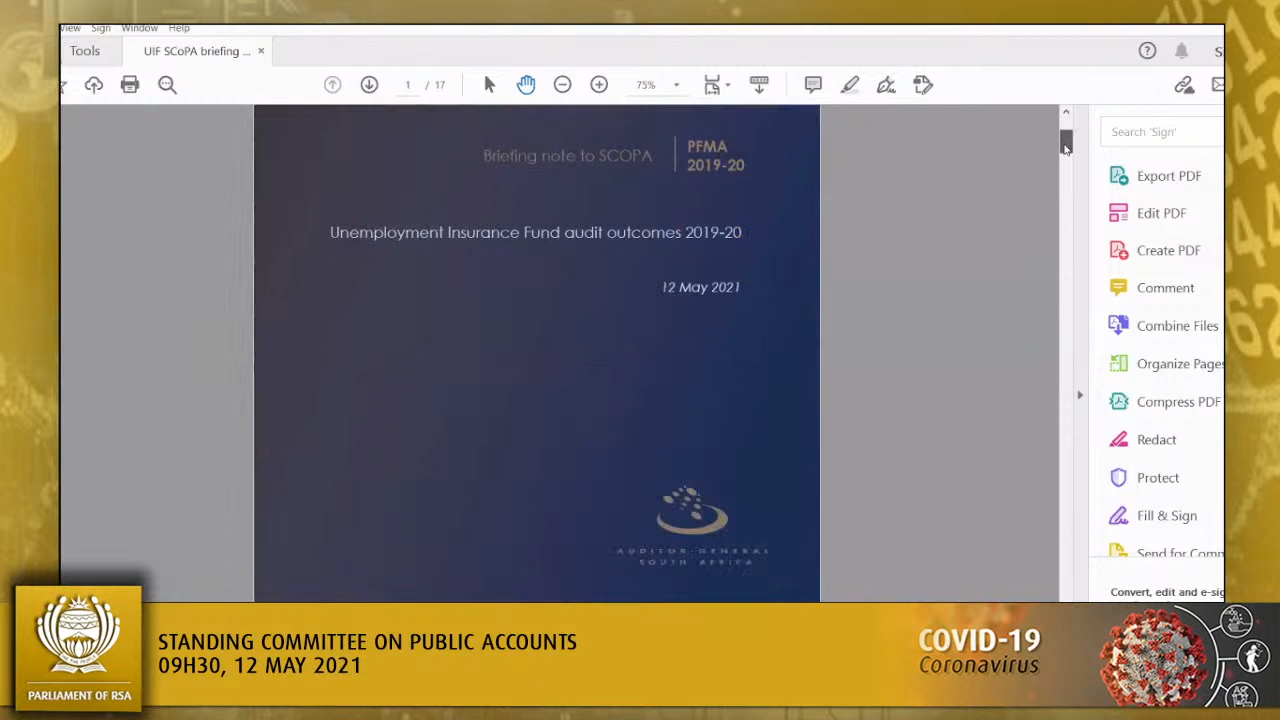 View Sign Window Help
Tools
UIF SCoPA briefing ... ×
1 / 17
75%
Search 'Sign'
Briefing note to SCOPA
PFMA
2019-20
Unemployment Insurance Fund audit outcomes 2019-20
12 May 2021
AUDITOR-GENERAL
SOUTH AFRICA
Export PDF
Edit PDF
Create PDF
Comment
Combine Files
Organize Pages
Compress PDF
Redact
Protect
Fill & Sign
Send for Comm
Convert, edit and e-sig
STANDING COMMITTEE ON PUBLIC ACCOUNTS
09H30, 12 MAY 2021
PARLIAMENT OF RSA
COVID-19
Coronavirus